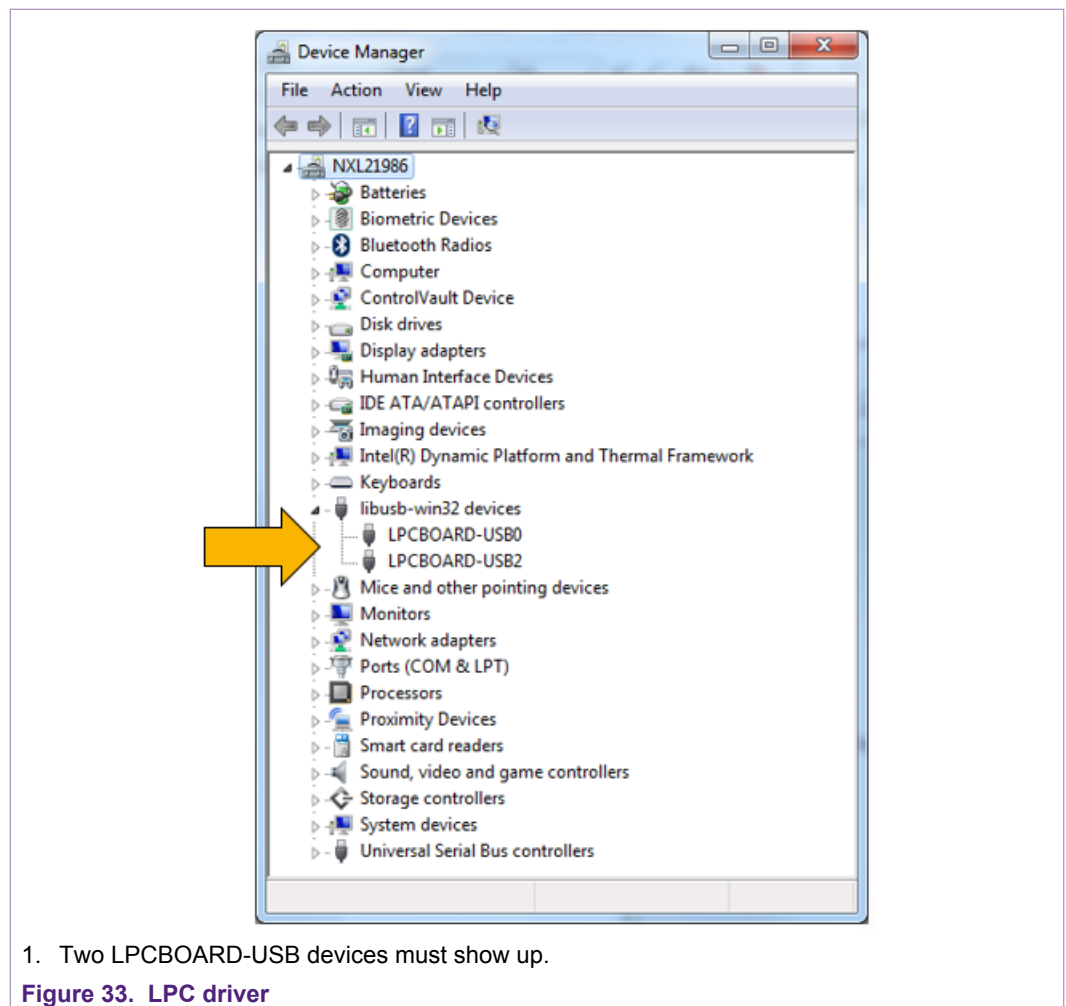 Device Manager
File Action View Help
NXL21986
Batteries
Biometric Devices
Bluetooth Radios
Computer
ControlVault Device
Disk drives
Display adapters
Human Interface Devices
IDE ATA/ATAPI controllers
Imaging devices
Intel(R) Dynamic Platform and Thermal Framework
Keyboards
libusb-win32 devices
LPCBOARD-USB0
LPCBOARD-USB2
Mice and other pointing devices
Monitors
Network adapters
Ports (COM & LPT)
Processors
Proximity Devices
Smart card readers
Sound, video and game controllers
Storage controllers
System devices
Universal Serial Bus controllers
1. Two LPCBOARD-USB devices must show up.
Figure 33. LPC driver